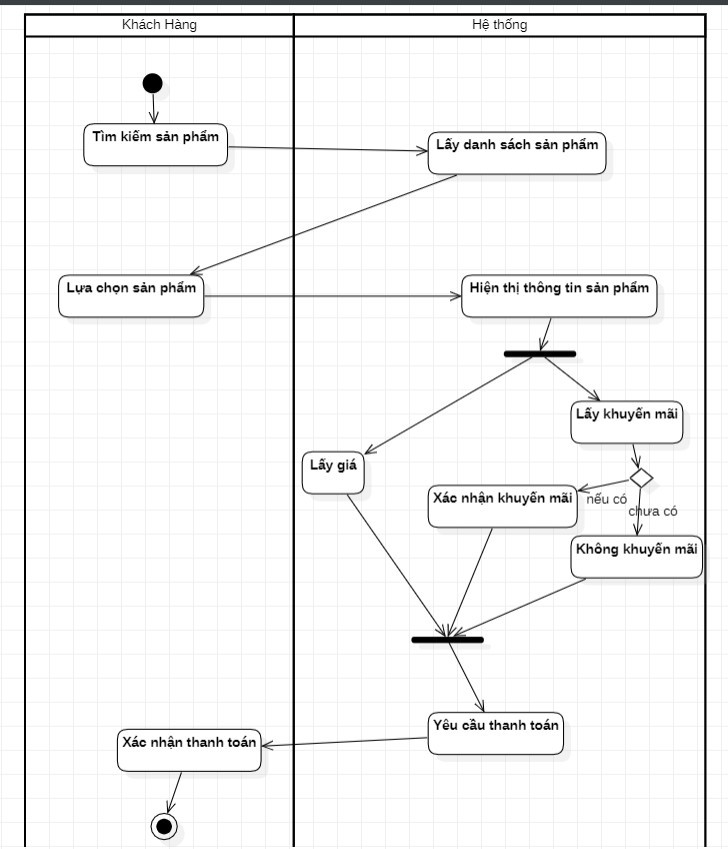 Khách Hàng
Hệ thống
Tìm kiếm sản phẩm
Lấy danh sách sản phẩm
Lựa chọn sản phẩm
Hiện thị thông tin sản phẩm
Lấy khuyến mãi
Lấy giá
Xác nhận khuyến mãi
nếu có
chưa có
Không khuyến mãi
Yêu cầu thanh toán
Xác nhận thanh toán